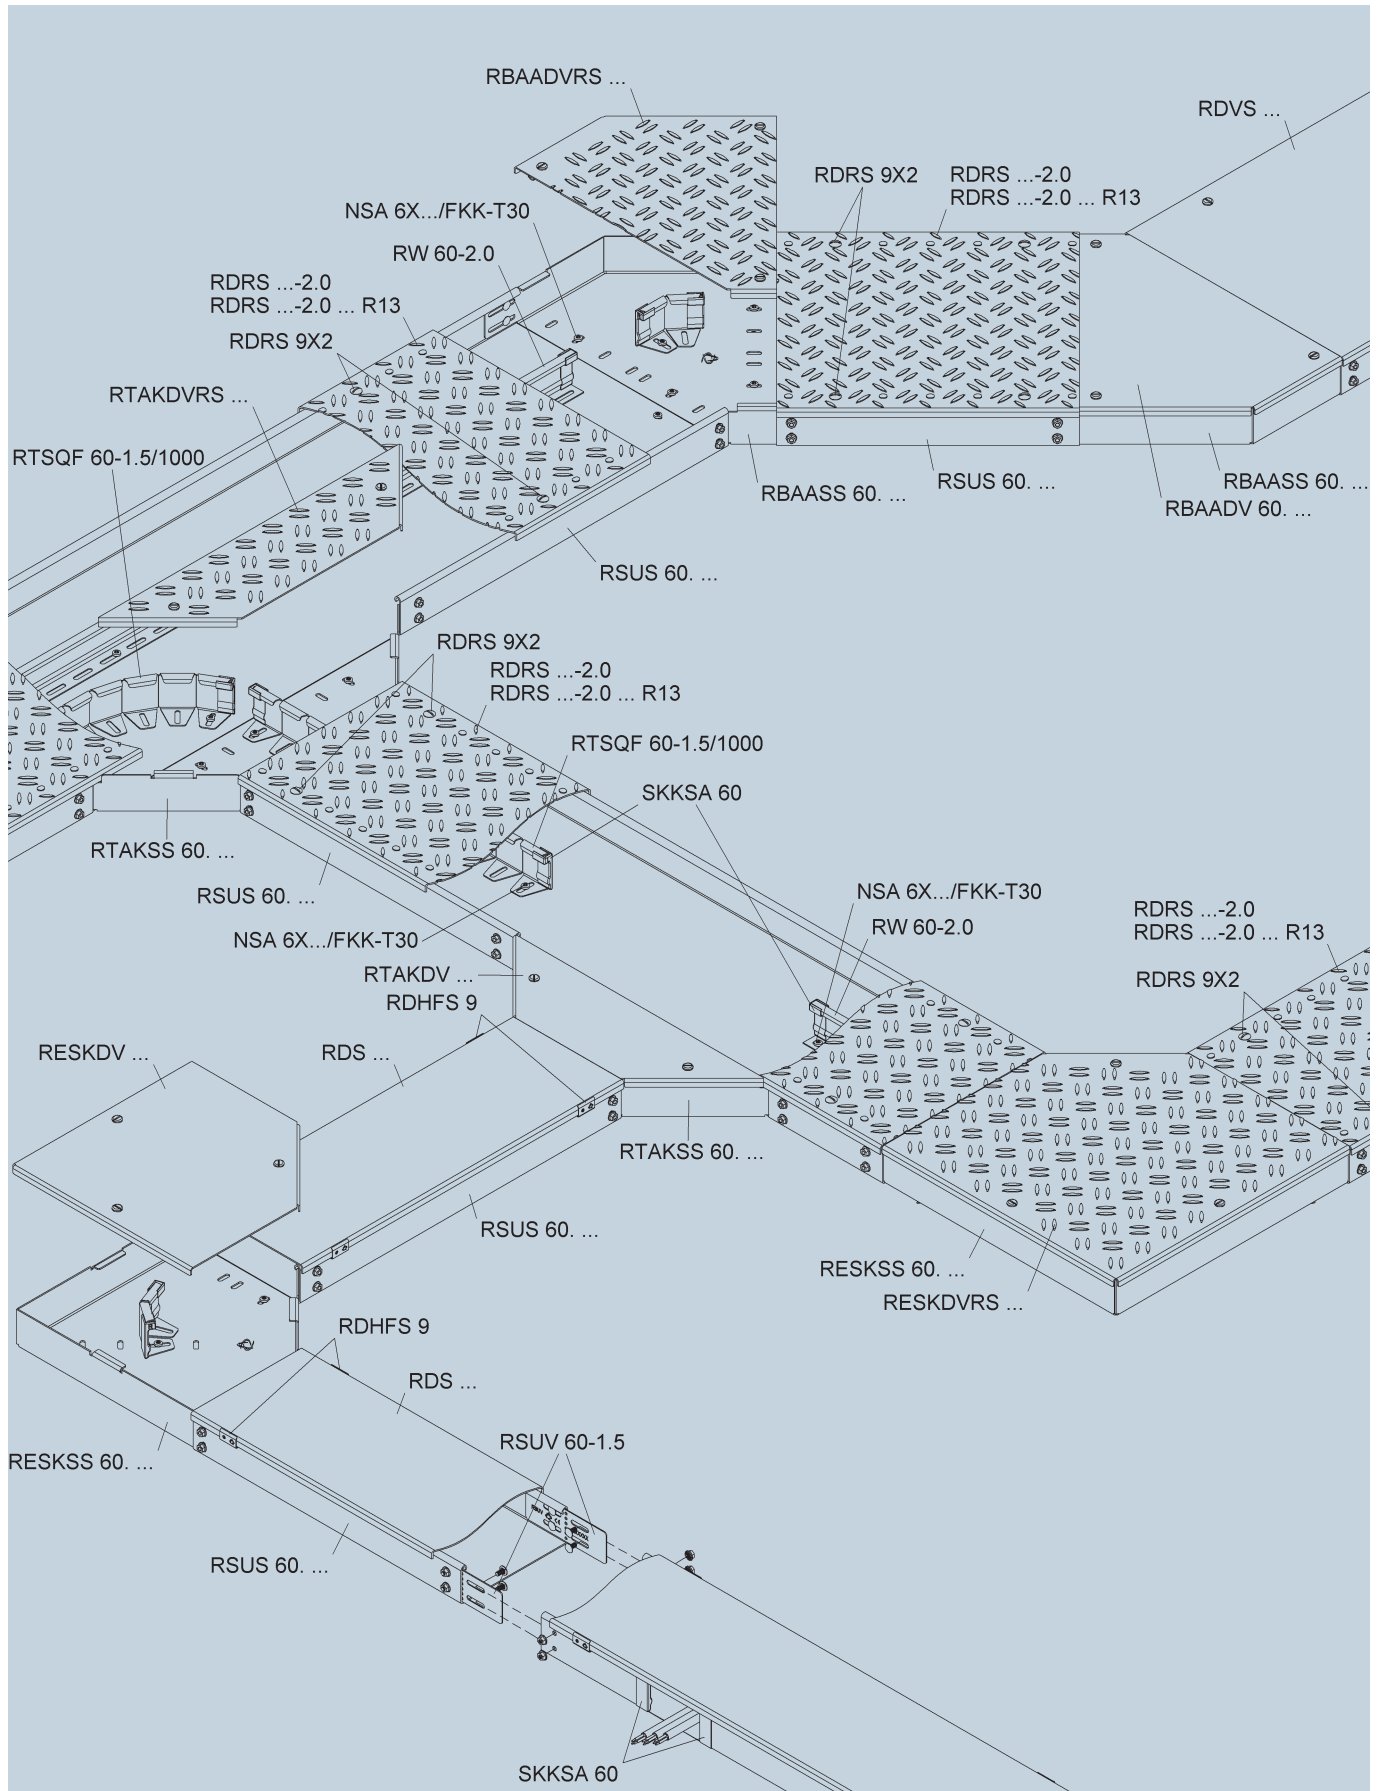 RBAADVRS ...
RDVS ...
RDRS 9X2
RDRS ...-2.0
RDRS ...-2.0 ... R13
NSA 6X.../FKK-T30
RW 60-2.0
RDRS ...-2.0
RDRS ...-2.0 ... R13
RDRS 9X2
RTAKDVRS ...
RTSQF 60-1.5/1000
RBAASS 60. ...
RSUS 60. ...
RBAASS 60. ...
RBAADV 60. ...
RSUS 60. ...
RDRS 9X2
RDRS ...-2.0
RDRS ...-2.0 ... R13
RTSQF 60-1.5/1000
SKKSA 60
RTAKSS 60. ...
RSUS 60. ...
NSA 6X.../FKK-T30
RTAKDV ...
RDHFS 9
NSA 6X.../FKK-T30
RW 60-2.0
RDRS ...-2.0
RDRS ...-2.0 ... R13
RDRS 9X2
RESKDV ...
RDS ...
RTAKSS 60. ...
RSUS 60. ...
RESKSS 60. ...
RESKDVRS ...
RDHFS 9
RDS ...
RSUV 60-1.5
RESKSS 60. ...
RSUS 60. ...
SKKSA 60